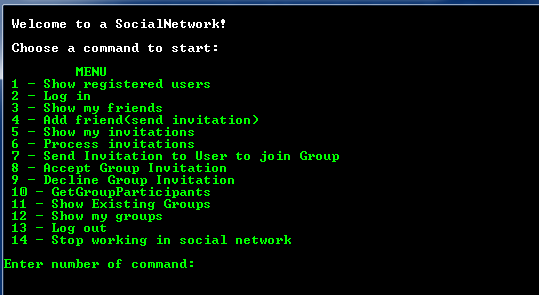 Welcome to a SocialNetwork!
Choose a command to start:
MENU
1 - Show registered users
2 - Log in
3 - Show my friends
4 - Add friend(send invitation)
5 - Show my invitations
6 - Process invitations
7 - Send Invitation to User to join Group
8 - Accept Group Invitation
9 - Decline Group Invitation
10 - GetGroupParticipants
11 - Show Existing Groups
12 - Show my groups
13 - Log out
14 - Stop working in social network
Enter number of command: